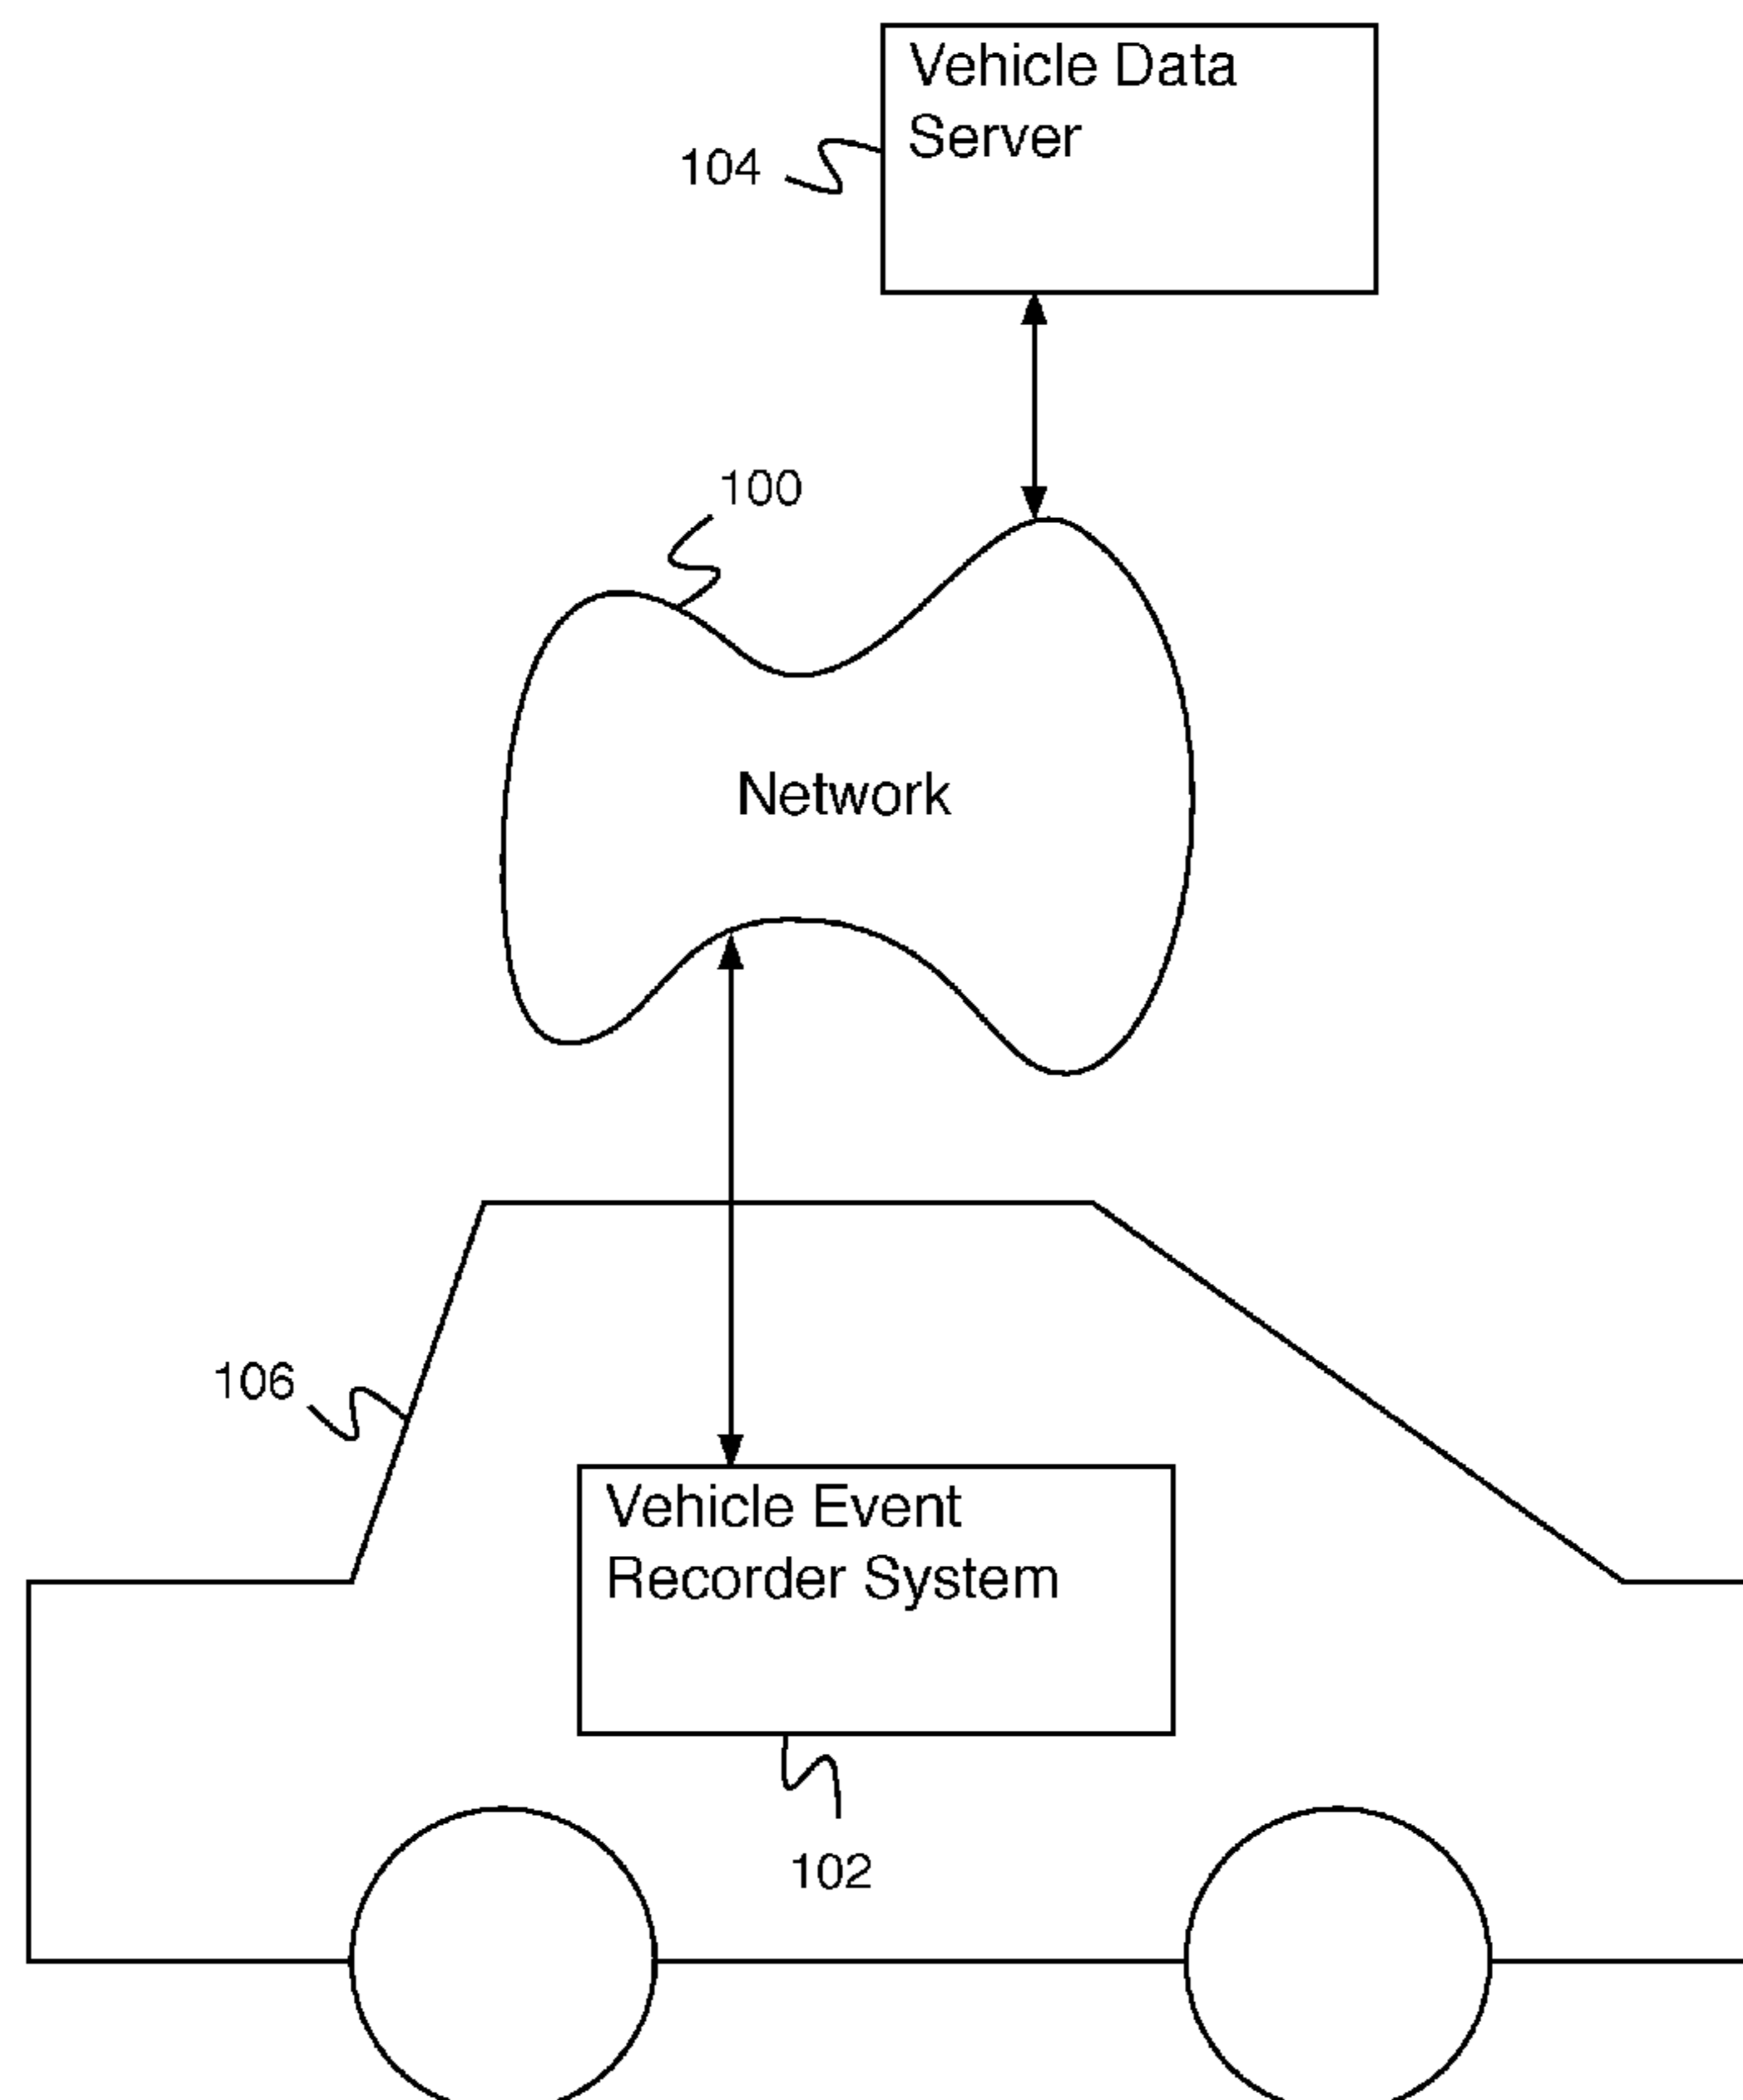 Vehicle Data
Server
104
100
Network
106
Vehicle Event
Recorder System
102